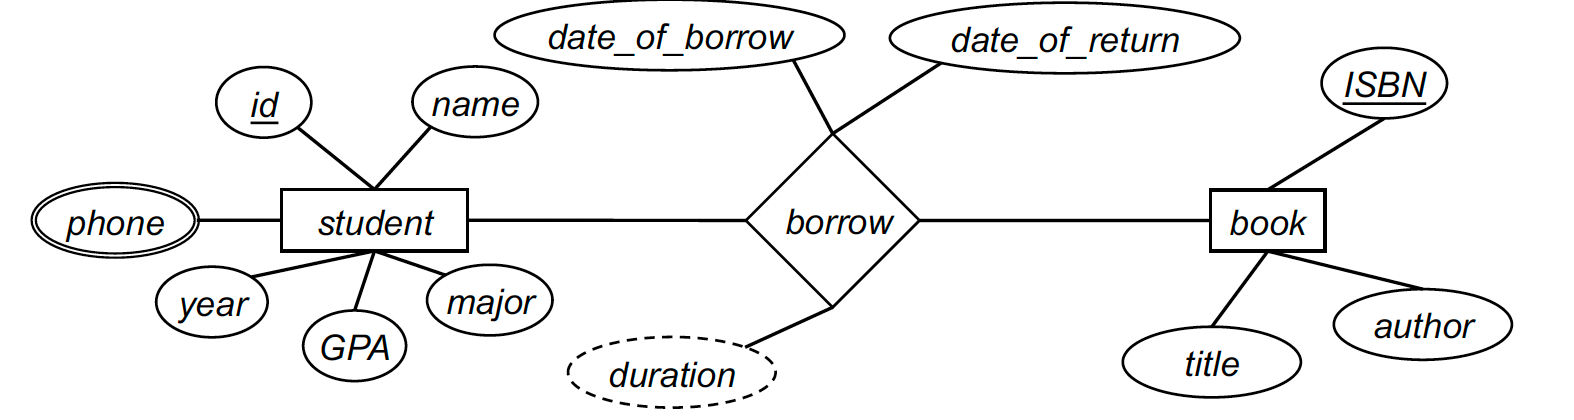 date_of_borrow
date_of_return
id
name
ISBN
phone
student
borrow
book
year
GPA
major
duration
title
author